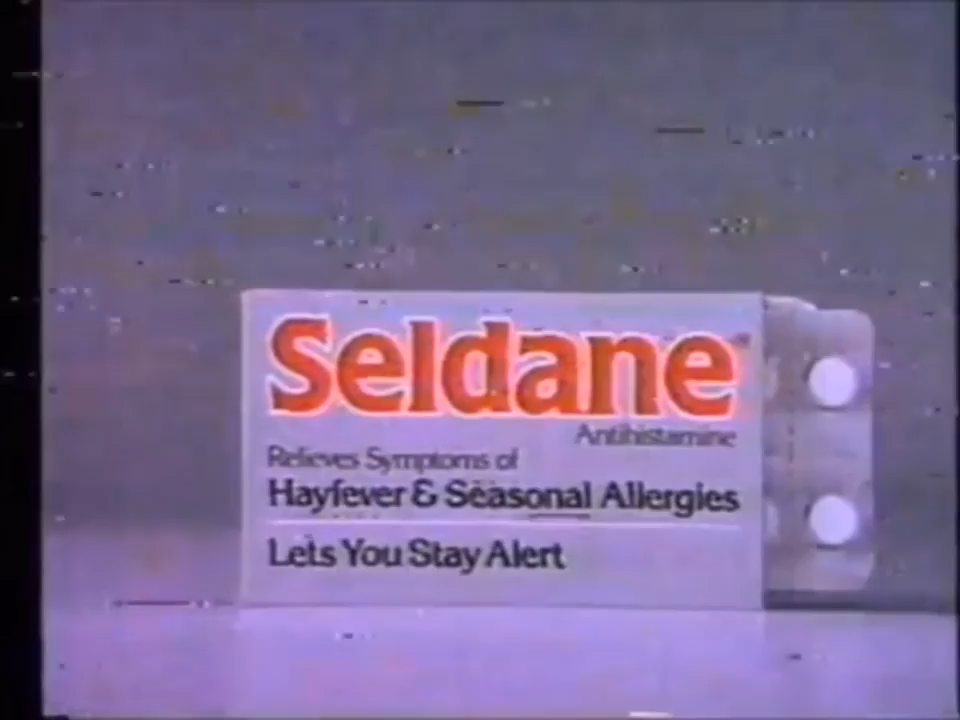 Seldane
Antihistamine
Relieves Symptoms of
Hayfever & Seasonal Allergies
Lets You Stay Alert